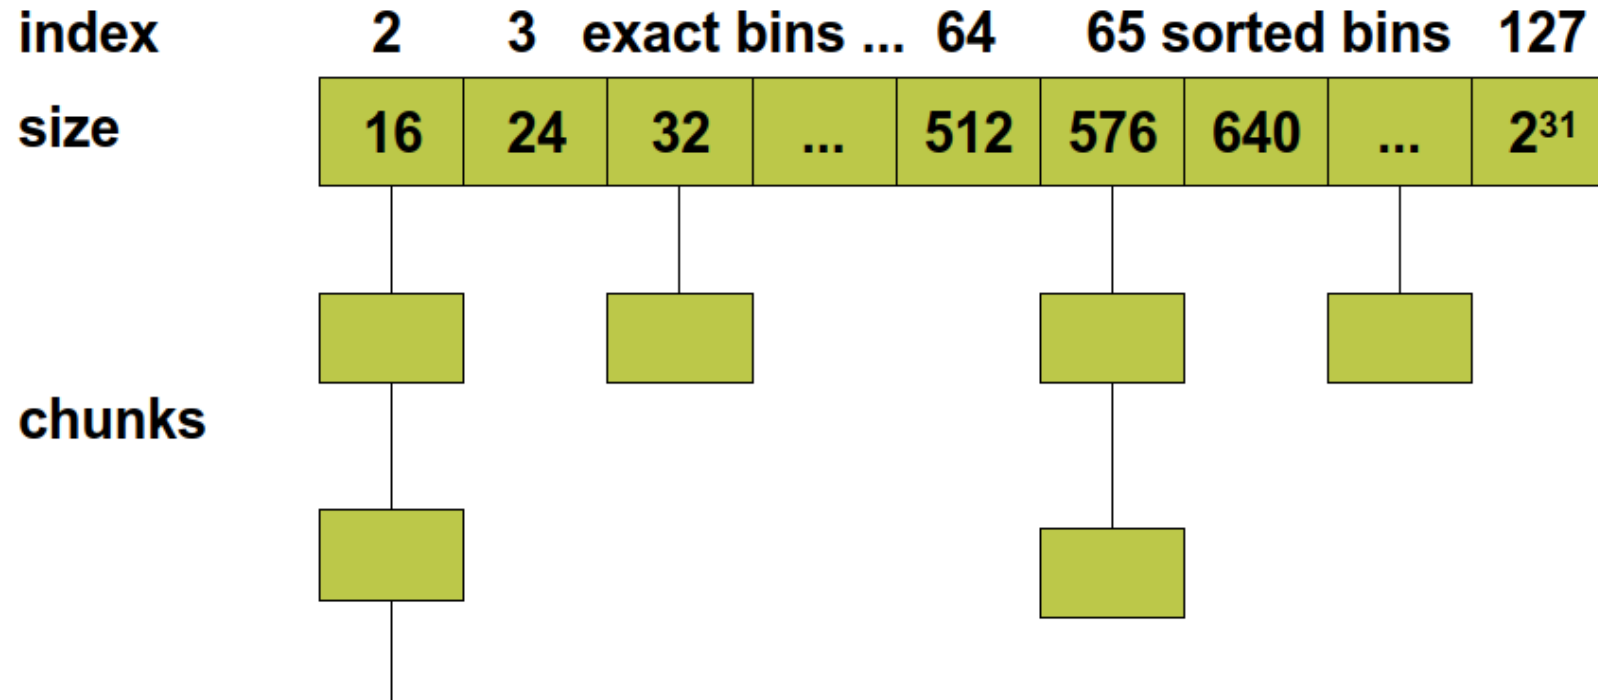 index 2 3 exact bins ... 64 65 sorted bins 127
size 16 24 32 ... 512 576 640 ... 2³¹
chunks